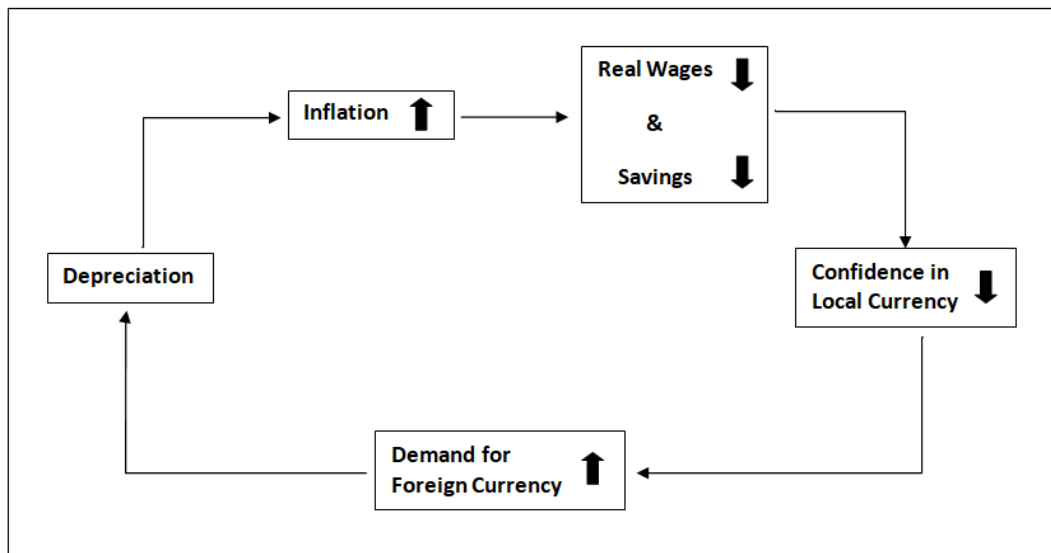 Inflation
Real Wages
&
Savings
Confidence in
Local Currency
Demand for
Foreign Currency
Depreciation